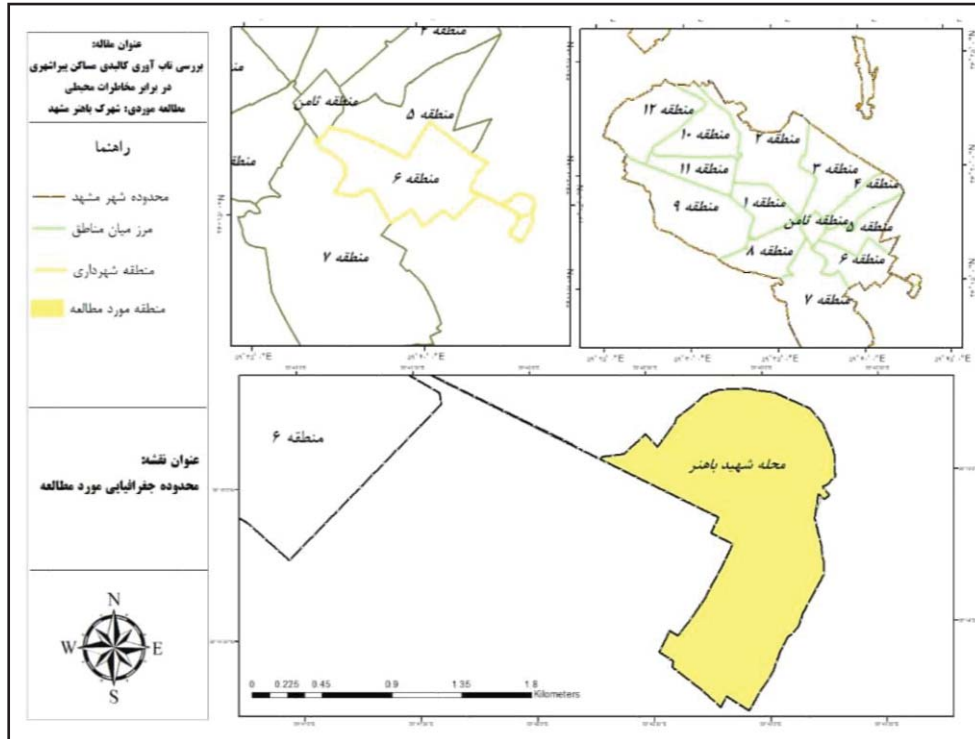 عنوان مقاله:
بررسی تاب آوری کالبدی مساکن پیراشهری
در برابر مخاطرات محیطی
مطالعه موردی: شهرک باهنر مشهد
راهنما
محدوده شهر مشهد
مرز میان مناطق
منطقه شهرداری
منطقه مورد مطالعه
عنوان نقشه:
محدوده جغرافیایی مورد مطالعه
N
W E
S
منطقه ثامن
منطقه ۵
منطقه ۶
منطقه ۷
منطقه ۱۲
منطقه ۱۰
منطقه ۲
منطقه ۱۱
منطقه ۳
منطقه ۴
منطقه ۹
منطقه ۱
منطقه ثامن
منطقه ۵
منطقه ۸
منطقه ۶
منطقه ۷
منطقه ۶
محله شهید باهنر
0 0.225 0.45 0.9 1.35 1.8
Kilometers